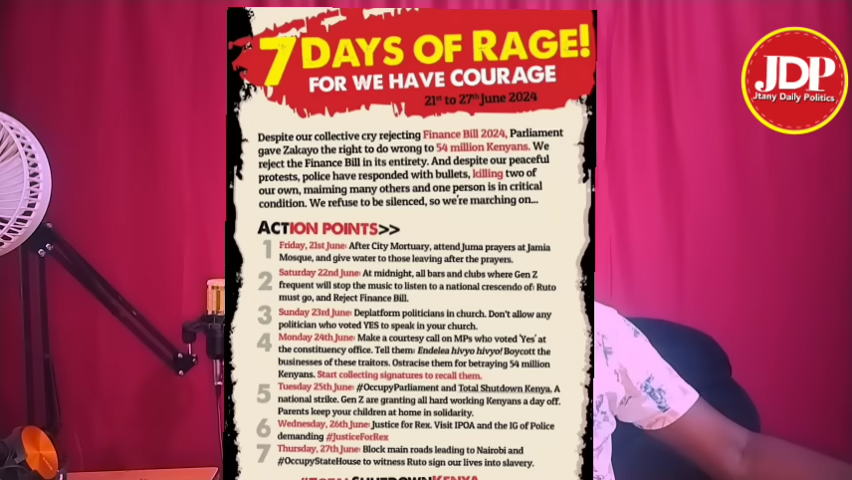 7 DAYS OF RAGE!
FOR WE HAVE COURAGE
21st to 27th June 2024
JDP
Jtany Daily Politics
Despite our collective cry rejecting Finance Bill 2024, Parliament
gave Zakayo the right to do wrong to 54 million Kenyans. We
reject the Finance Bill in its entirety. And despite our peaceful
protests, police have responded with bullets, killing two of
our own, maiming many others and one person is in critical
condition. We refuse to be silenced, so we're marching on...
ACTION POINTS>>
1 Friday, 21st June: After City Mortuary, attend Juma prayers at Jamia
Mosque, and give water to those leaving after the prayers.
2 Saturday 22nd June: At midnight, all bars and clubs where Gen Z
frequent will stop the music to listen to a national crescendo of: Ruto
must go, and Reject Finance Bill.
3 Sunday 23rd June: Deplatform politicians in church. Don't allow any
politician who voted YES to speak in your church.
4 Monday 24th June: Make a courtesy call on MPs who voted 'Yes' at
the constituency office. Tell them: Endelea hivyo hivyo! Boycott the
businesses of these traitors. Ostracise them for betraying 54 million
Kenyans. Start collecting signatures to recall them.
5 Tuesday 25th June: #OccupyParliament and Total Shutdown Kenya. A
national strike. Gen Z are granting all hard working Kenyans a day off.
Parents keep your children at home in solidarity.
6 Wednesday, 26th June: Justice for Rex. Visit IPOA and the IG of Police
demanding #JusticeForRex
7 Thursday, 27th June: Block main roads leading to Nairobi and
#OccupyStateHouse to witness Ruto sign our lives into slavery.
#TOTALSHUTDOWNKENYA